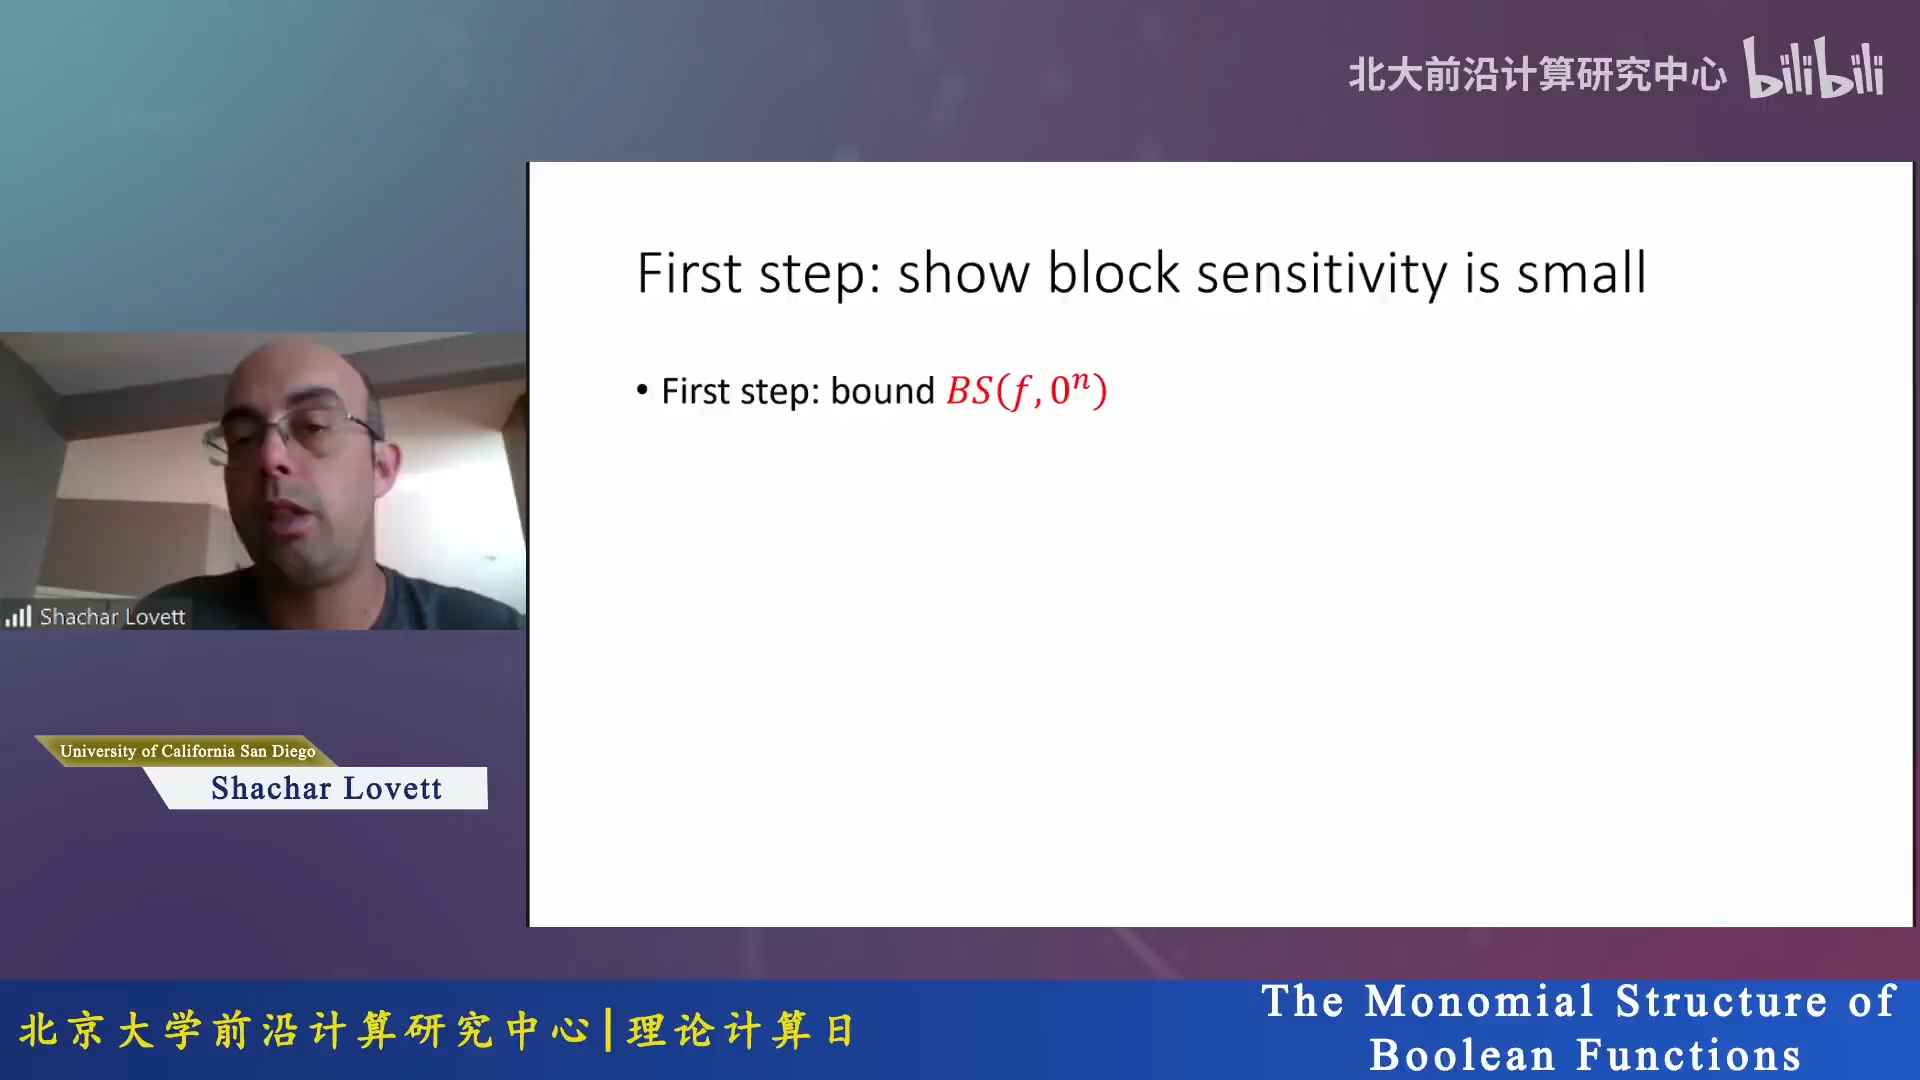 北大前沿计算研究中心 bilibili
First step: show block sensitivity is small
• First step: bound BS(f, 0ⁿ)
Shachar Lovett
University of California San Diego
Shachar Lovett
北京大学前沿计算研究中心|理论计算日
The Monomial Structure of
Boolean Functions